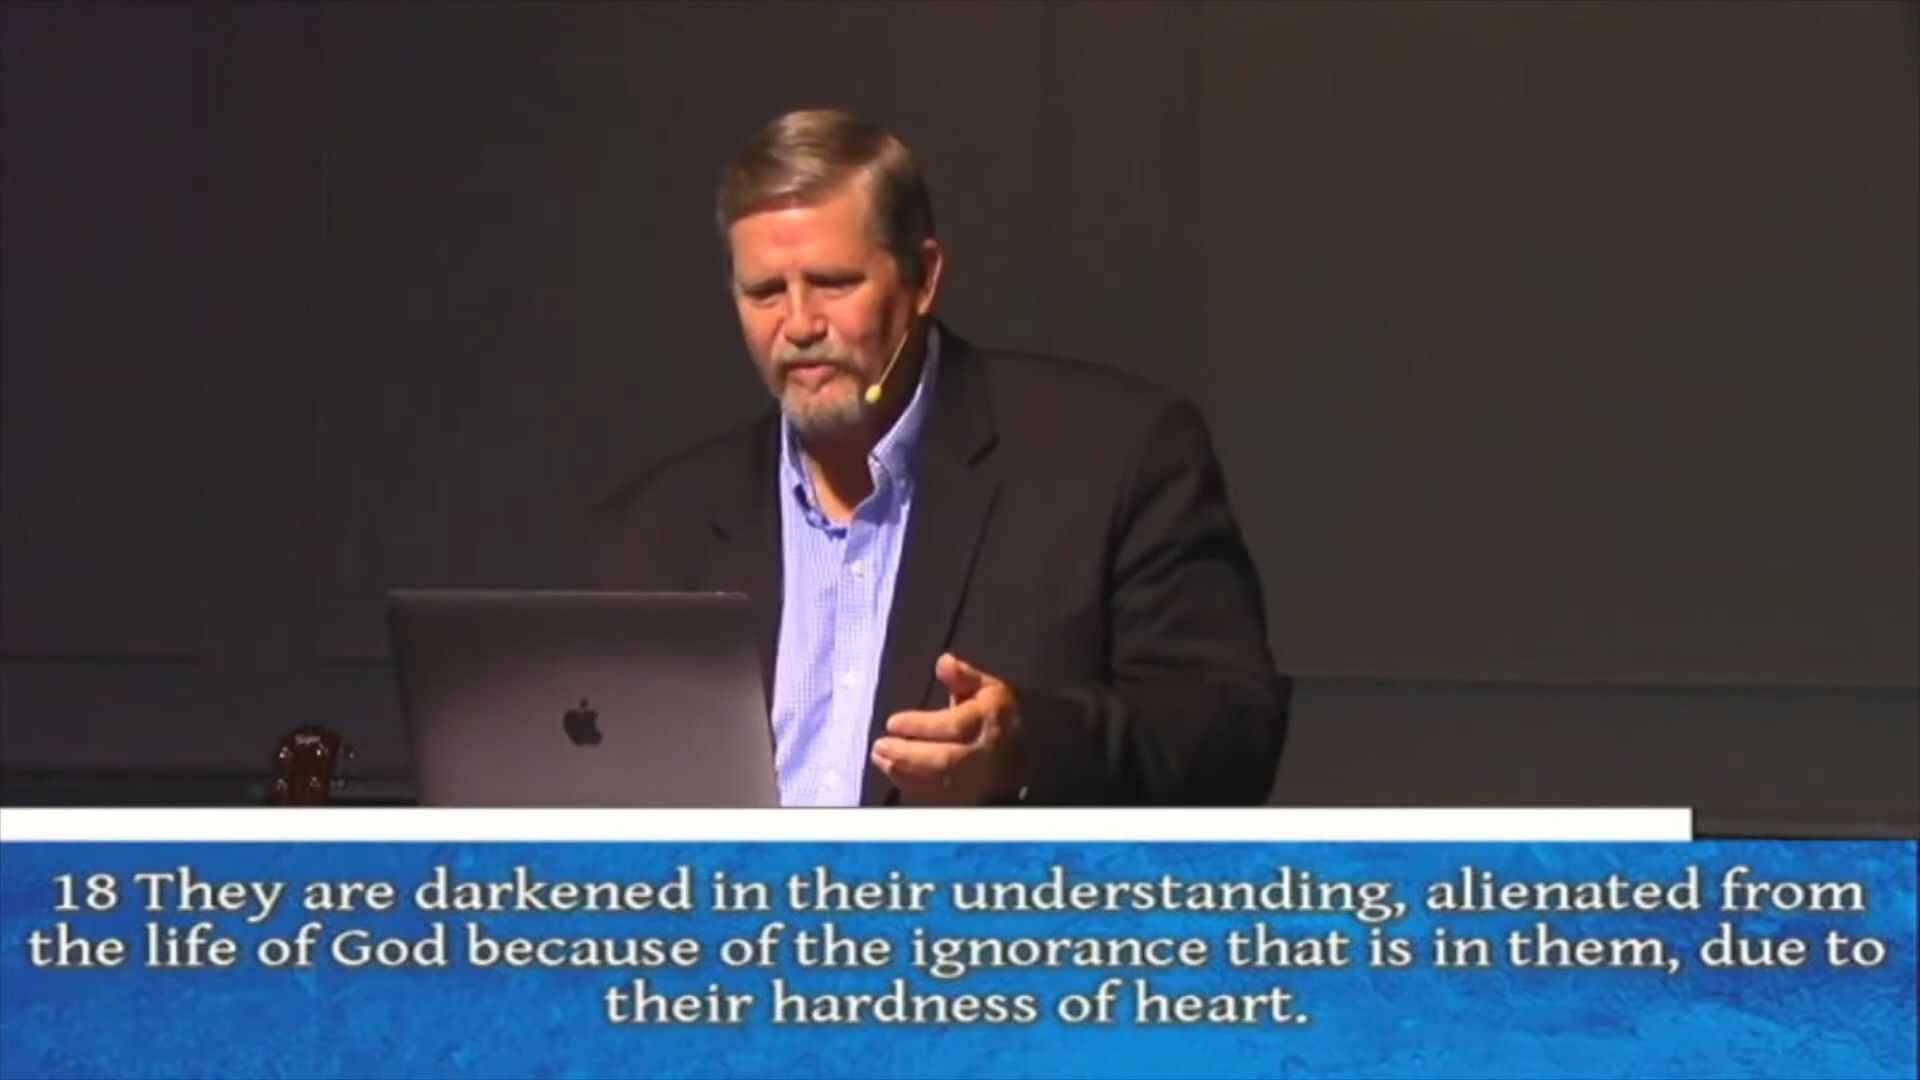 18 They are darkened in their understanding, alienated from
the life of God because of the ignorance that is in them, due to
their hardness of heart.